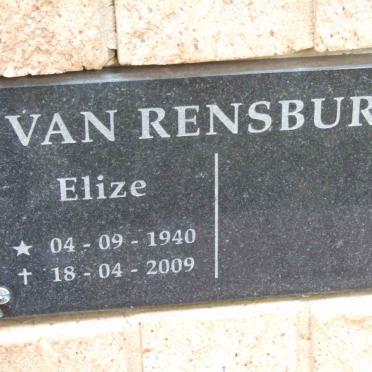 VAN RENSBUR
Elize
★ 04 - 09 - 1940
✝ 18 - 04 - 2009